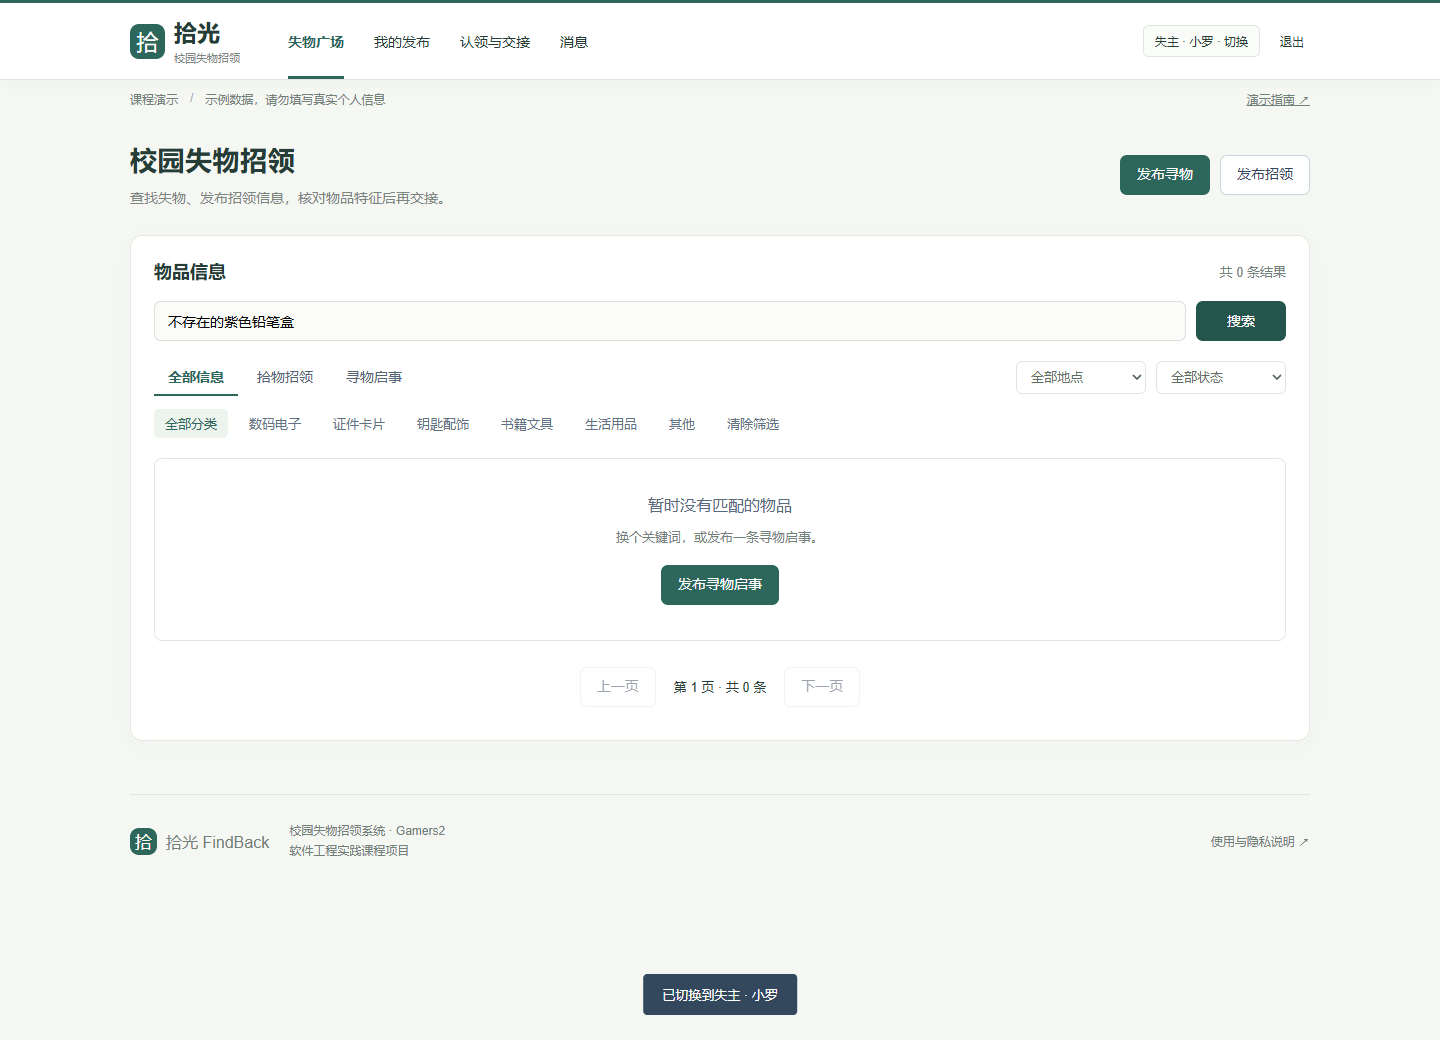 拾 拾光
校园失物招领
失物广场 我的发布 认领与交接 消息
失主 · 小罗 · 切换 退出
课程演示 / 示例数据，请勿填写真实个人信息
演示指南 ↗
校园失物招领
查找失物、发布招领信息，核对物品特征后再交接。
发布寻物 发布招领
物品信息
共 0 条结果
不存在的紫色铅笔盒
搜索
全部信息 拾物招领 寻物启事
全部地点 全部状态
全部分类 数码电子 证件卡片 钥匙配饰 书籍文具 生活用品 其他 清除筛选
暂时没有匹配的物品
换个关键词，或发布一条寻物启事。
发布寻物启事
上一页 第 1 页 · 共 0 条 下一页
拾 拾光 FindBack
校园失物招领系统 · Gamers2
软件工程实践课程项目
使用与隐私说明 ↗
已切换到失主 · 小罗